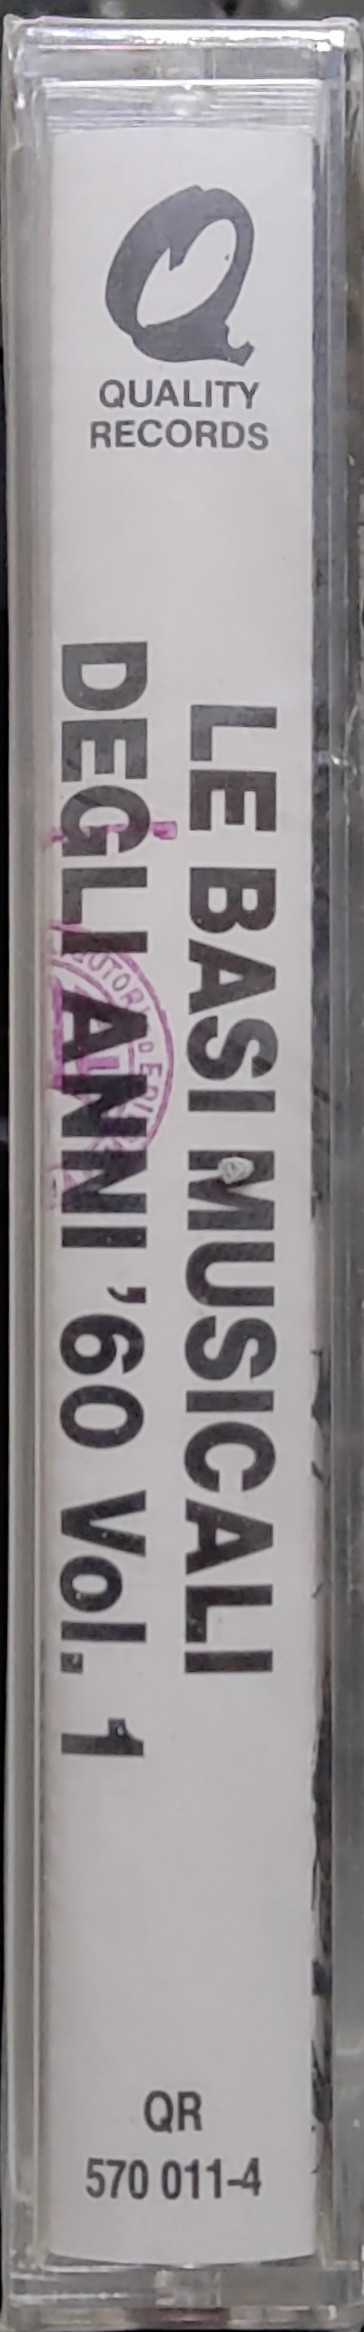 QUALITY
RECORDS
LE BASI MUSICALI
DEGLI ANNI '60 Vol. 1
QR
570 011-4